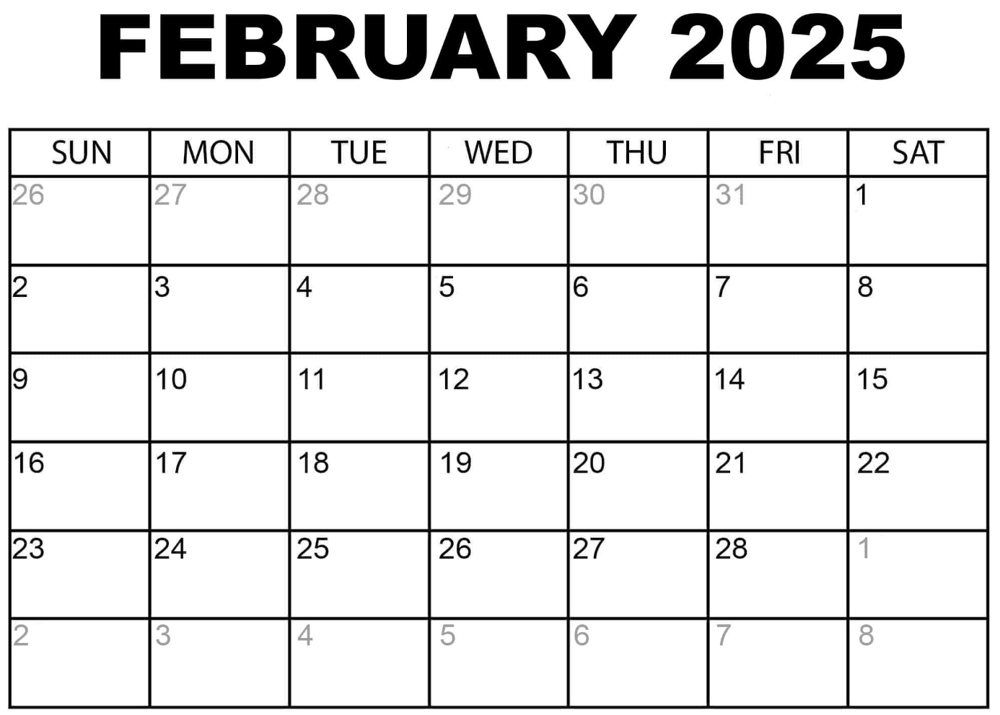 FEBRUARY 2025
SUN MON TUE WED THU FRI SAT
26 27 28 29 30 31 1
2 3 4 5 6 7 8
9 10 11 12 13 14 15
16 17 18 19 20 21 22
23 24 25 26 27 28 1
2 3 4 5 6 7 8